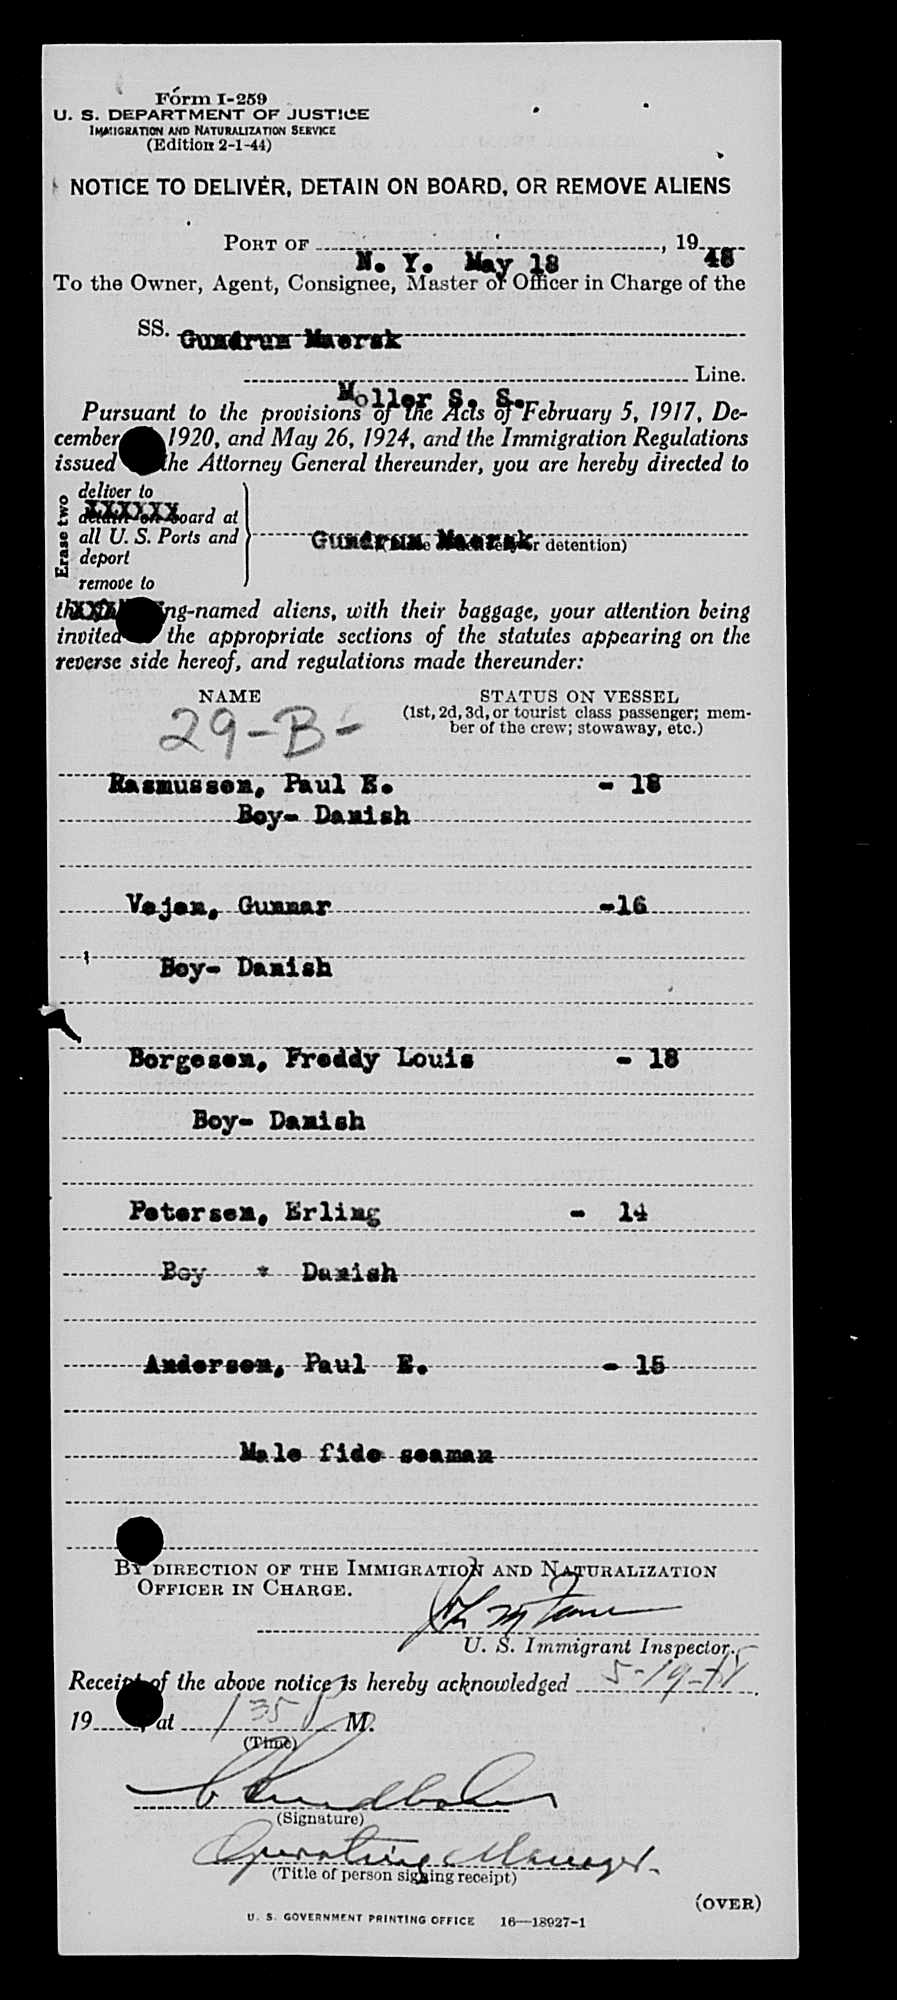 Form I-259
U. S. DEPARTMENT OF JUSTICE
IMMIGRATION AND NATURALIZATION SERVICE
(Edition 2-1-44)
NOTICE TO DELIVER, DETAIN ON BOARD, OR REMOVE ALIENS
PORT OF N. Y. May 18, 1948
To the Owner, Agent, Consignee, Master or Officer in Charge of the
SS. Gundrun Maersk
Moller S. S. Line.
Pursuant to the provisions of the Acts of February 5, 1917, De-
cember 1920, and May 26, 1924, and the Immigration Regulations
issued the Attorney General thereunder, you are hereby directed to
Erase two
deliver to
detain on board at
all U. S. Ports and
deport
remove to
Gundrun Maersk
or detention)
the ing-named aliens, with their baggage, your attention being
invited the appropriate sections of the statutes appearing on the
reverse side hereof, and regulations made thereunder:
NAME STATUS ON VESSEL
(1st, 2d, 3d, or tourist class passenger; mem-
ber of the crew; stowaway, etc.)
29-B-
Rasmussen, Paul E. - 18
Boy- Danish
Vejen, Gunnar -16
Boy- Danish
Borgesen, Freddy Louis - 18
Boy- Danish
Petersen, Erling - 14
Boy * Danish
Andersen, Paul E. - 15
Male fide seaman
BY DIRECTION OF THE IMMIGRATION AND NATURALIZATION
OFFICER IN CHARGE.
U. S. Immigrant Inspector.
Receipt of the above notice is hereby acknowledged 5-19-48.
19 at 1 35 P M.
(Time)
(Signature)
Operating Manager.
(Title of person signing receipt)
(OVER)
U. S. GOVERNMENT PRINTING OFFICE 16—18927-1